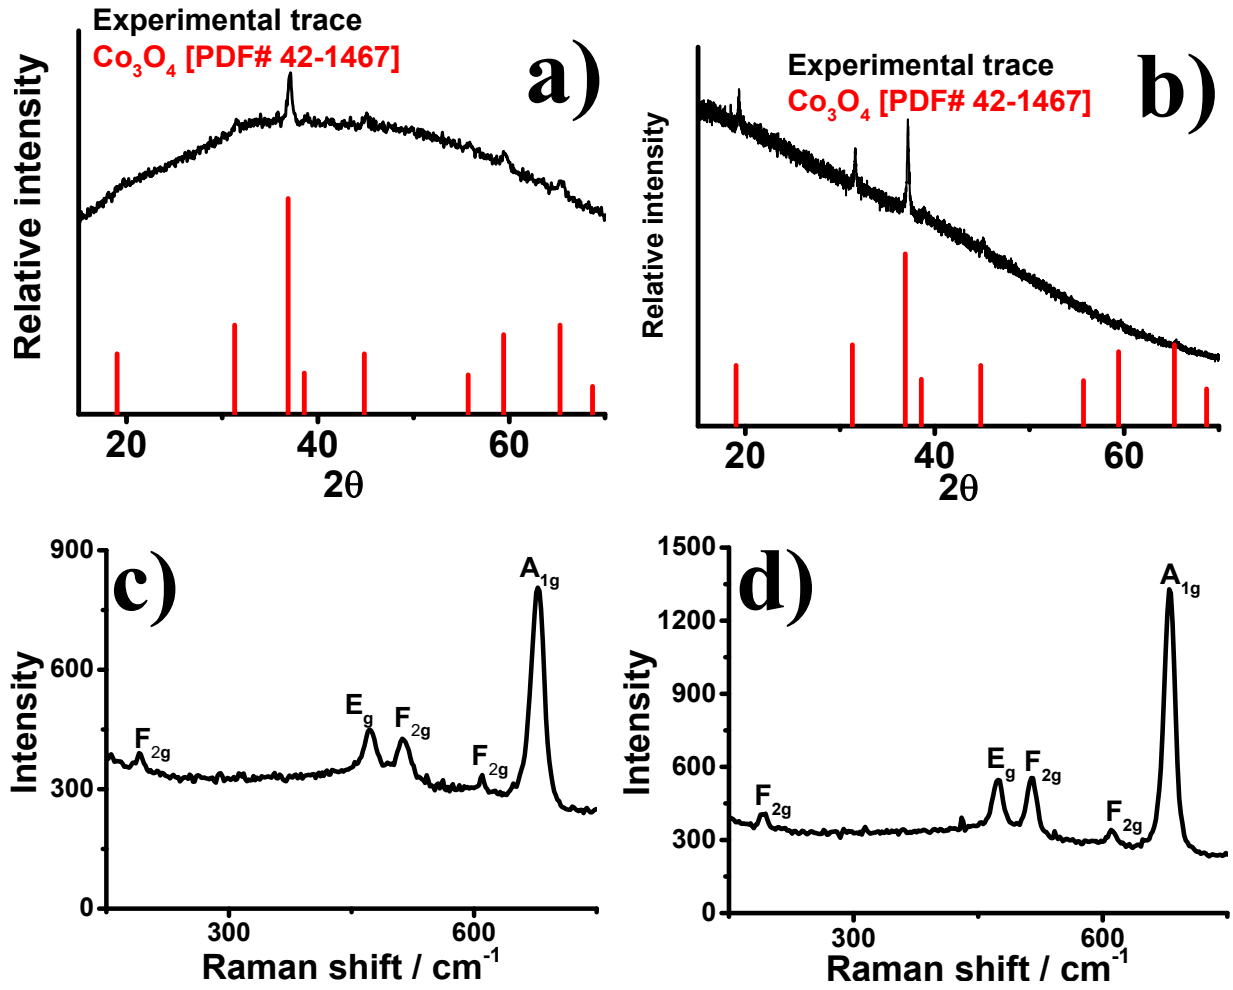 Experimental trace
Co₃O₄ [PDF# 42-1467]
a)
Relative intensity
20 40 60
2θ
Experimental trace
Co₃O₄ [PDF# 42-1467]
b)
Relative intensity
20 40 60
2θ
c)
900
600
300
0
Intensity
F2g
Eg
F2g
F2g
A1g
300 600
Raman shift / cm⁻¹
d)
1500
1200
900
600
300
0
Intensity
F2g
Eg
F2g
F2g
A1g
300 600
Raman shift / cm⁻¹